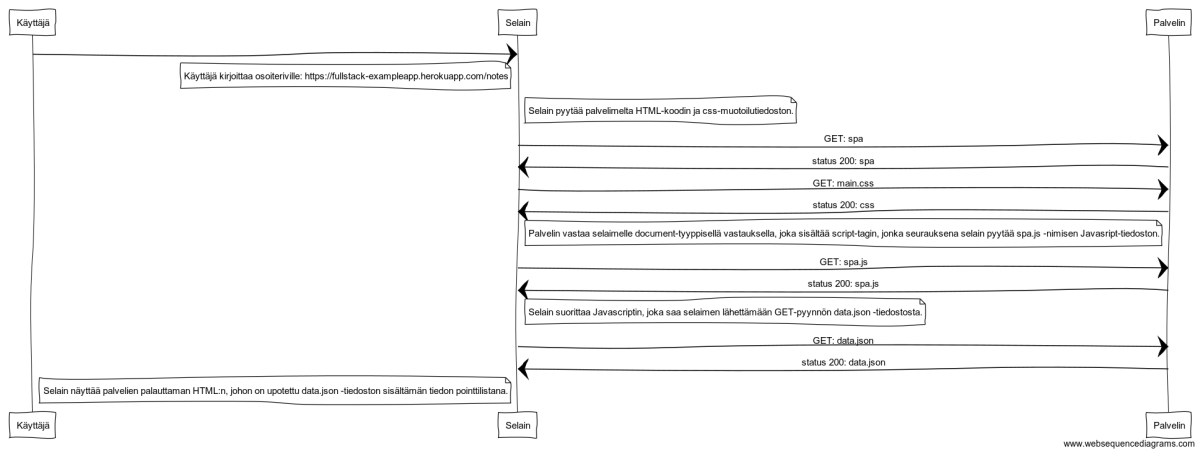 Käyttäjä
Selain
Palvelin
Käyttäjä kirjoittaa osoiteriville: https://fullstack-exampleapp.herokuapp.com/notes
Selain pyytää palvelimelta HTML-koodin ja css-muotoilutiedoston.
GET: spa
status 200: spa
GET: main.css
status 200: css
Palvelin vastaa selaimelle document-tyyppisellä vastauksella, joka sisältää script-tagin, jonka seurauksena selain pyytää spa.js -nimisen Javasript-tiedoston.
GET: spa.js
status 200: spa.js
Selain suorittaa Javascriptin, joka saa selaimen lähettämään GET-pyynnön data.json -tiedostosta.
GET: data.json
status 200: data.json
Selain näyttää palvelien palauttaman HTML:n, johon on upotettu data.json -tiedoston sisältämän tiedon pointtilistana.
Käyttäjä
Selain
Palvelin
www.websequencediagrams.com